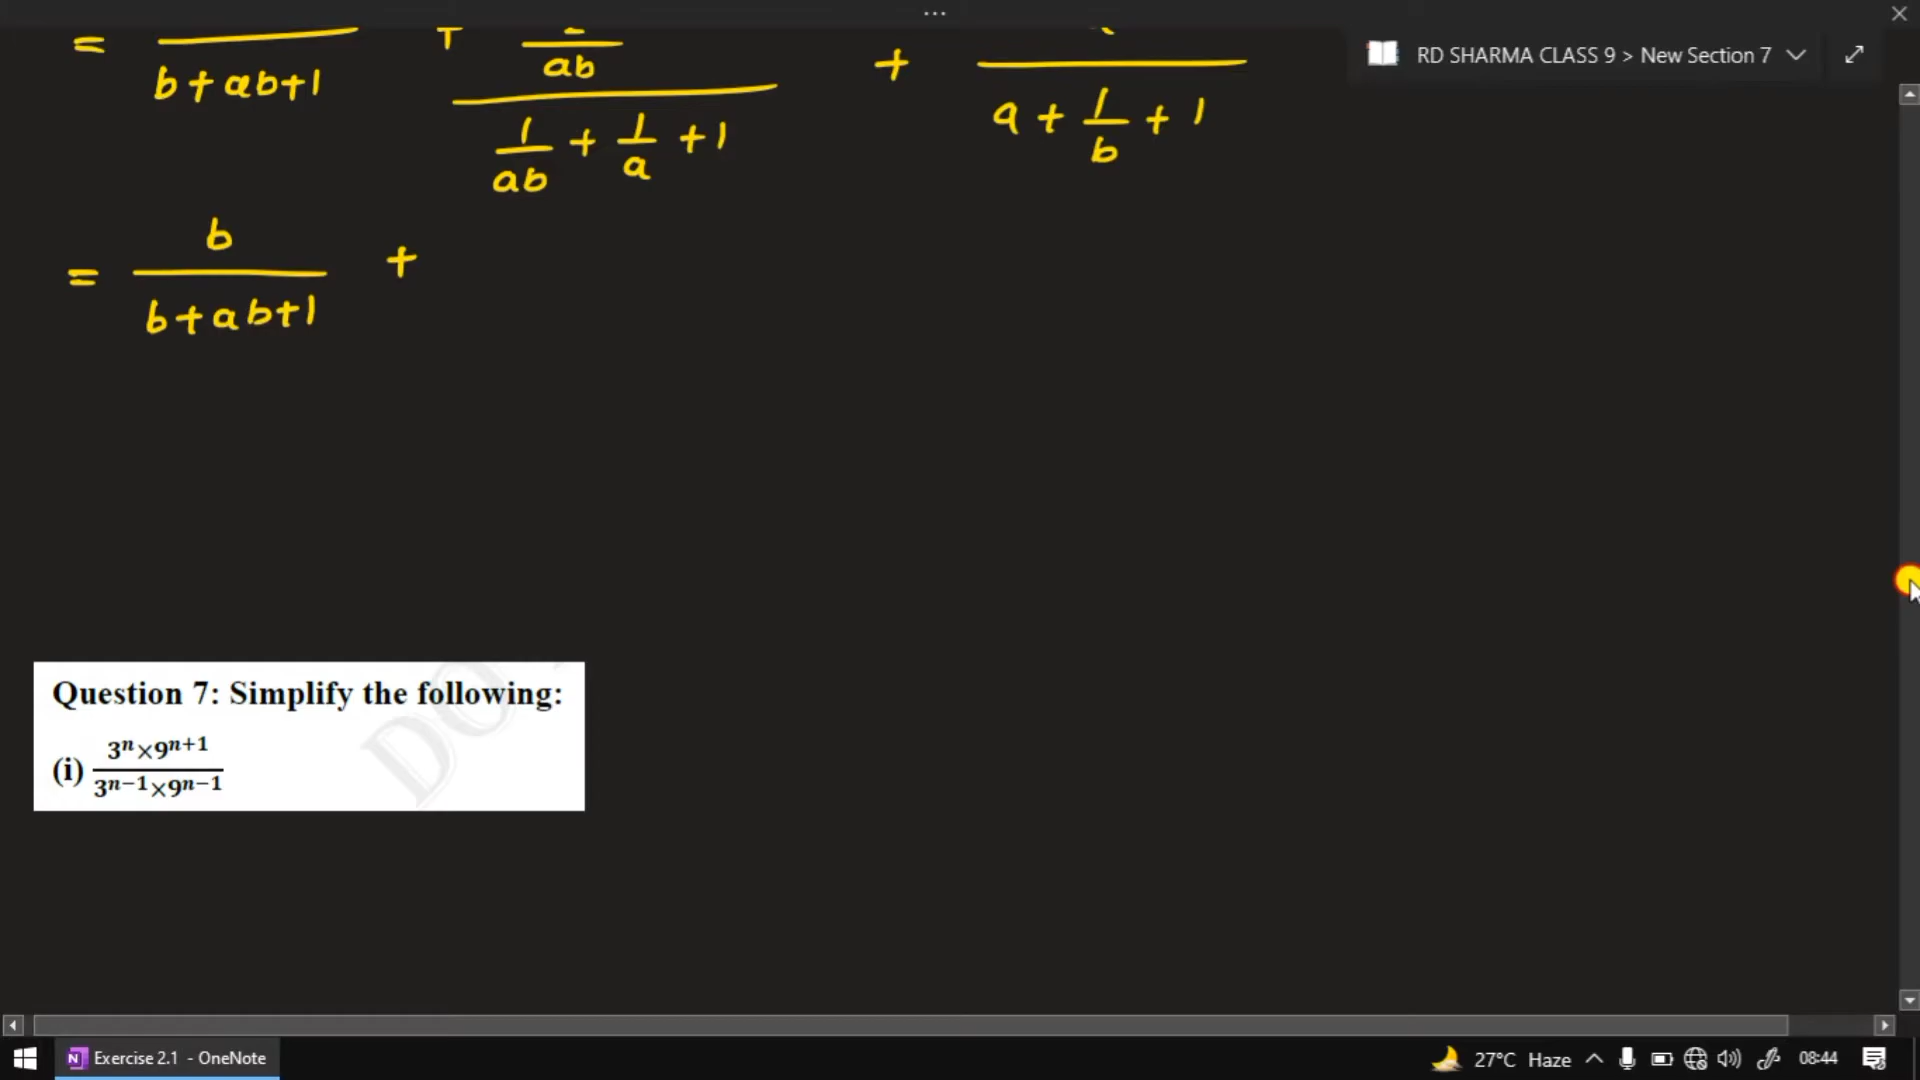 ...
RD SHARMA CLASS 9 > New Section 7
= ―― / b + ab + 1 + ― / ab / 1/ab + 1/a + 1 + ―― / a + 1/b + 1
= b / b + ab + 1 +
Question 7: Simplify the following:
(i) 3ⁿ×9ⁿ⁺¹ / 3ⁿ⁻¹×9ⁿ⁻¹
DO
Exercise 2.1 - OneNote
27°C Haze
08:44